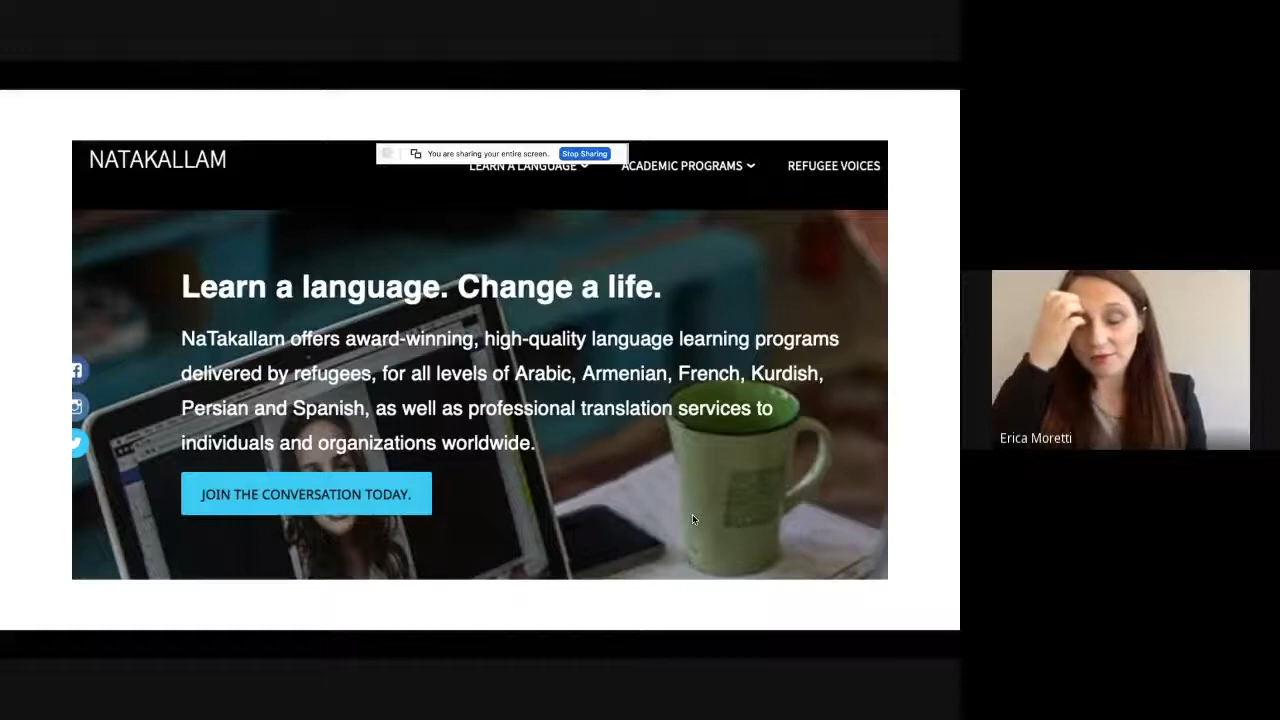 NATAKALLAM
You are sharing your entire screen.
Stop Sharing
LEARN A LANGUAGE
ACADEMIC PROGRAMS
REFUGEE VOICES
Learn a language. Change a life.
NaTakallam offers award-winning, high-quality language learning programs
delivered by refugees, for all levels of Arabic, Armenian, French, Kurdish,
Persian and Spanish, as well as professional translation services to
individuals and organizations worldwide.
JOIN THE CONVERSATION TODAY.
Erica Moretti